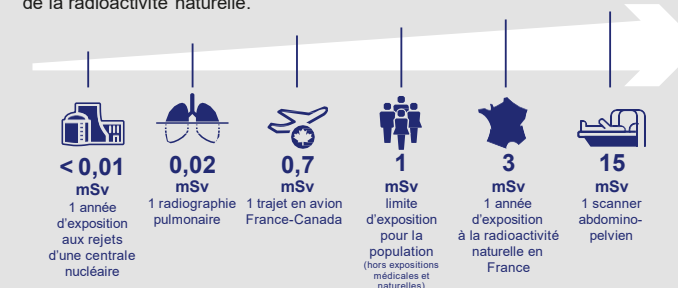 de la radioactivité naturelle.
< 0,01
mSv
1 année
d'exposition
aux rejets
d'une centrale
nucléaire
0,02
mSv
1 radiographie
pulmonaire
0,7
mSv
1 trajet en avion
France-Canada
1
mSv
limite
d'exposition
pour la
population
(hors expositions
médicales et
naturelles)
3
mSv
1 année
d'exposition
à la radioactivité
naturelle en
France
15
mSv
1 scanner
abdomino-
pelvien